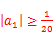 |a₁| ≥ 1/20